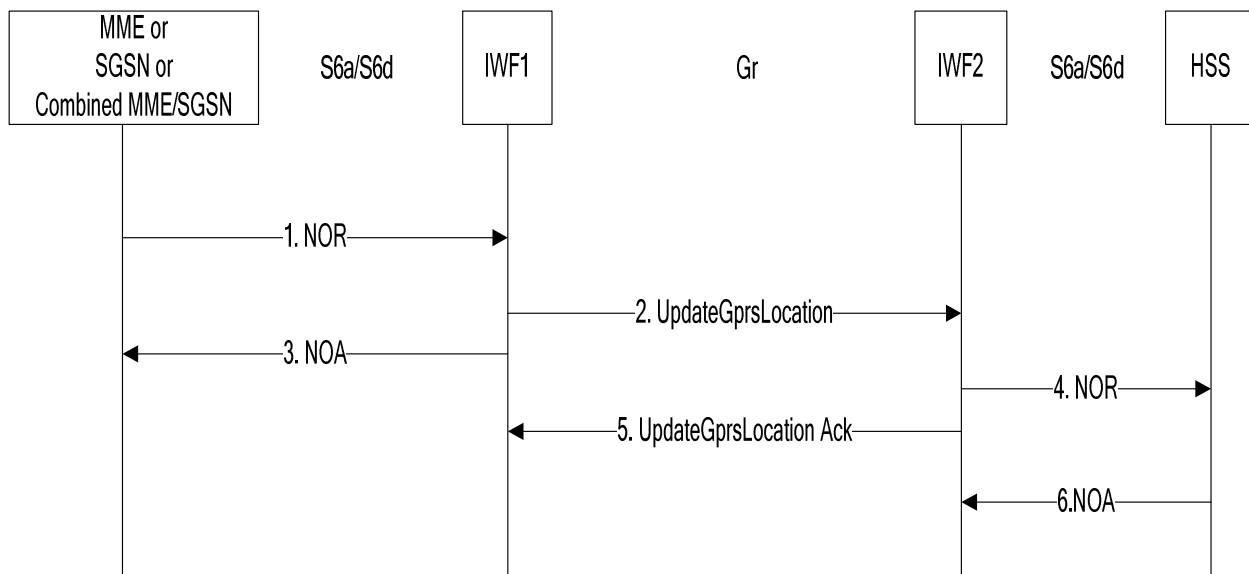 MME or
SGSN or
Combined MME/SGSN
S6a/S6d
IWF1
Gr
IWF2
S6a/S6d
HSS
1. NOR
2. UpdateGprsLocation
3. NOA
4. NOR
5. UpdateGprsLocation Ack
6.NOA